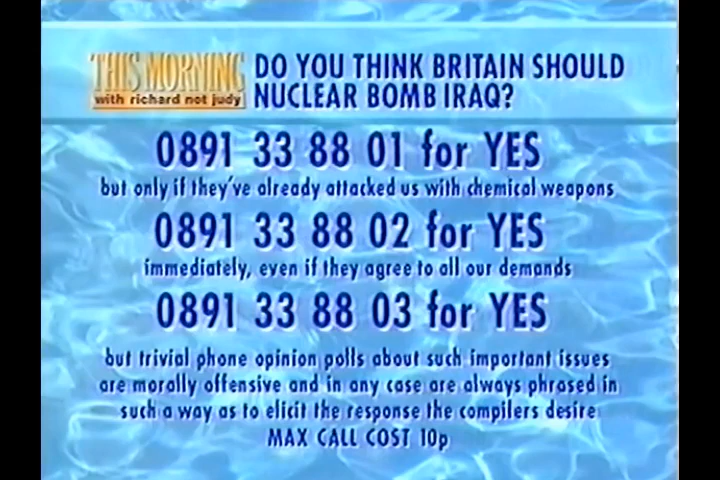 THIS MORNING
with richard not judy
DO YOU THINK BRITAIN SHOULD
NUCLEAR BOMB IRAQ?
0891 33 88 01 for YES
but only if they've already attacked us with chemical weapons
0891 33 88 02 for YES
immediately, even if they agree to all our demands
0891 33 88 03 for YES
but trivial phone opinion polls about such important issues
are morally offensive and in any case are always phrased in
such a way as to elicit the response the compilers desire
MAX CALL COST 10p